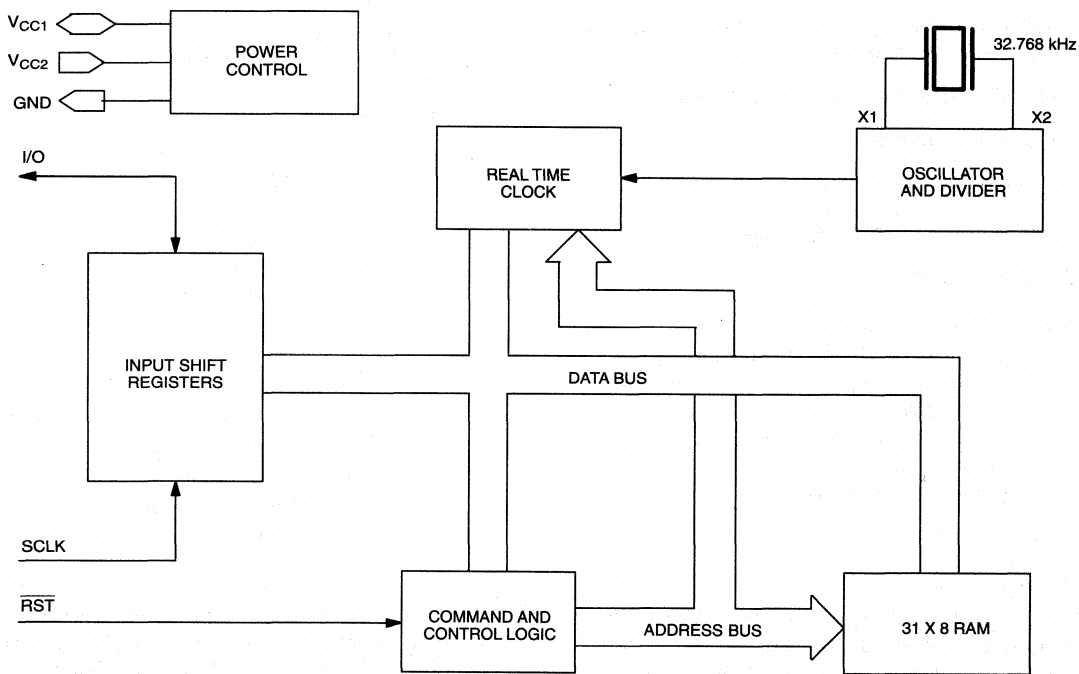 VCC1
VCC2
GND
POWER
CONTROL
32.768 kHz
X1
X2
I/O
REAL TIME
CLOCK
OSCILLATOR
AND DIVIDER
INPUT SHIFT
REGISTERS
DATA BUS
SCLK
RST
COMMAND AND
CONTROL LOGIC
ADDRESS BUS
31 X 8 RAM